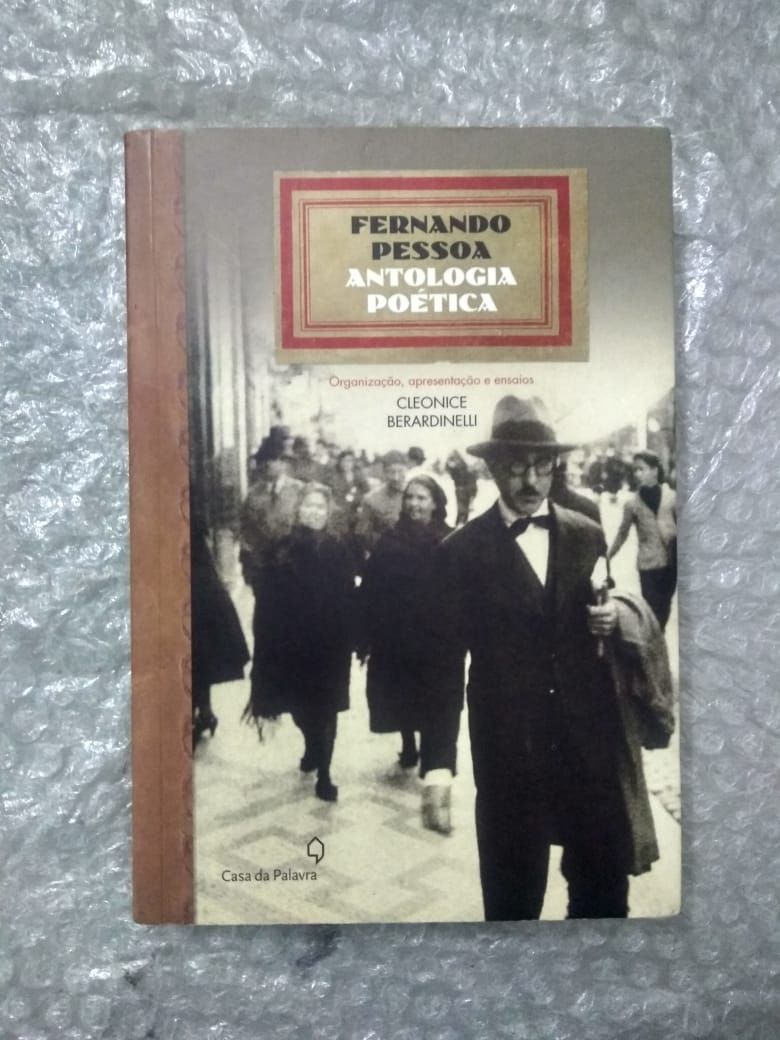 FERNANDO
PESSOA
ANTOLOGIA
POÉTICA
Organização, apresentação e ensaios
CLEONICE
BERARDINELLI
Casa da Palavra